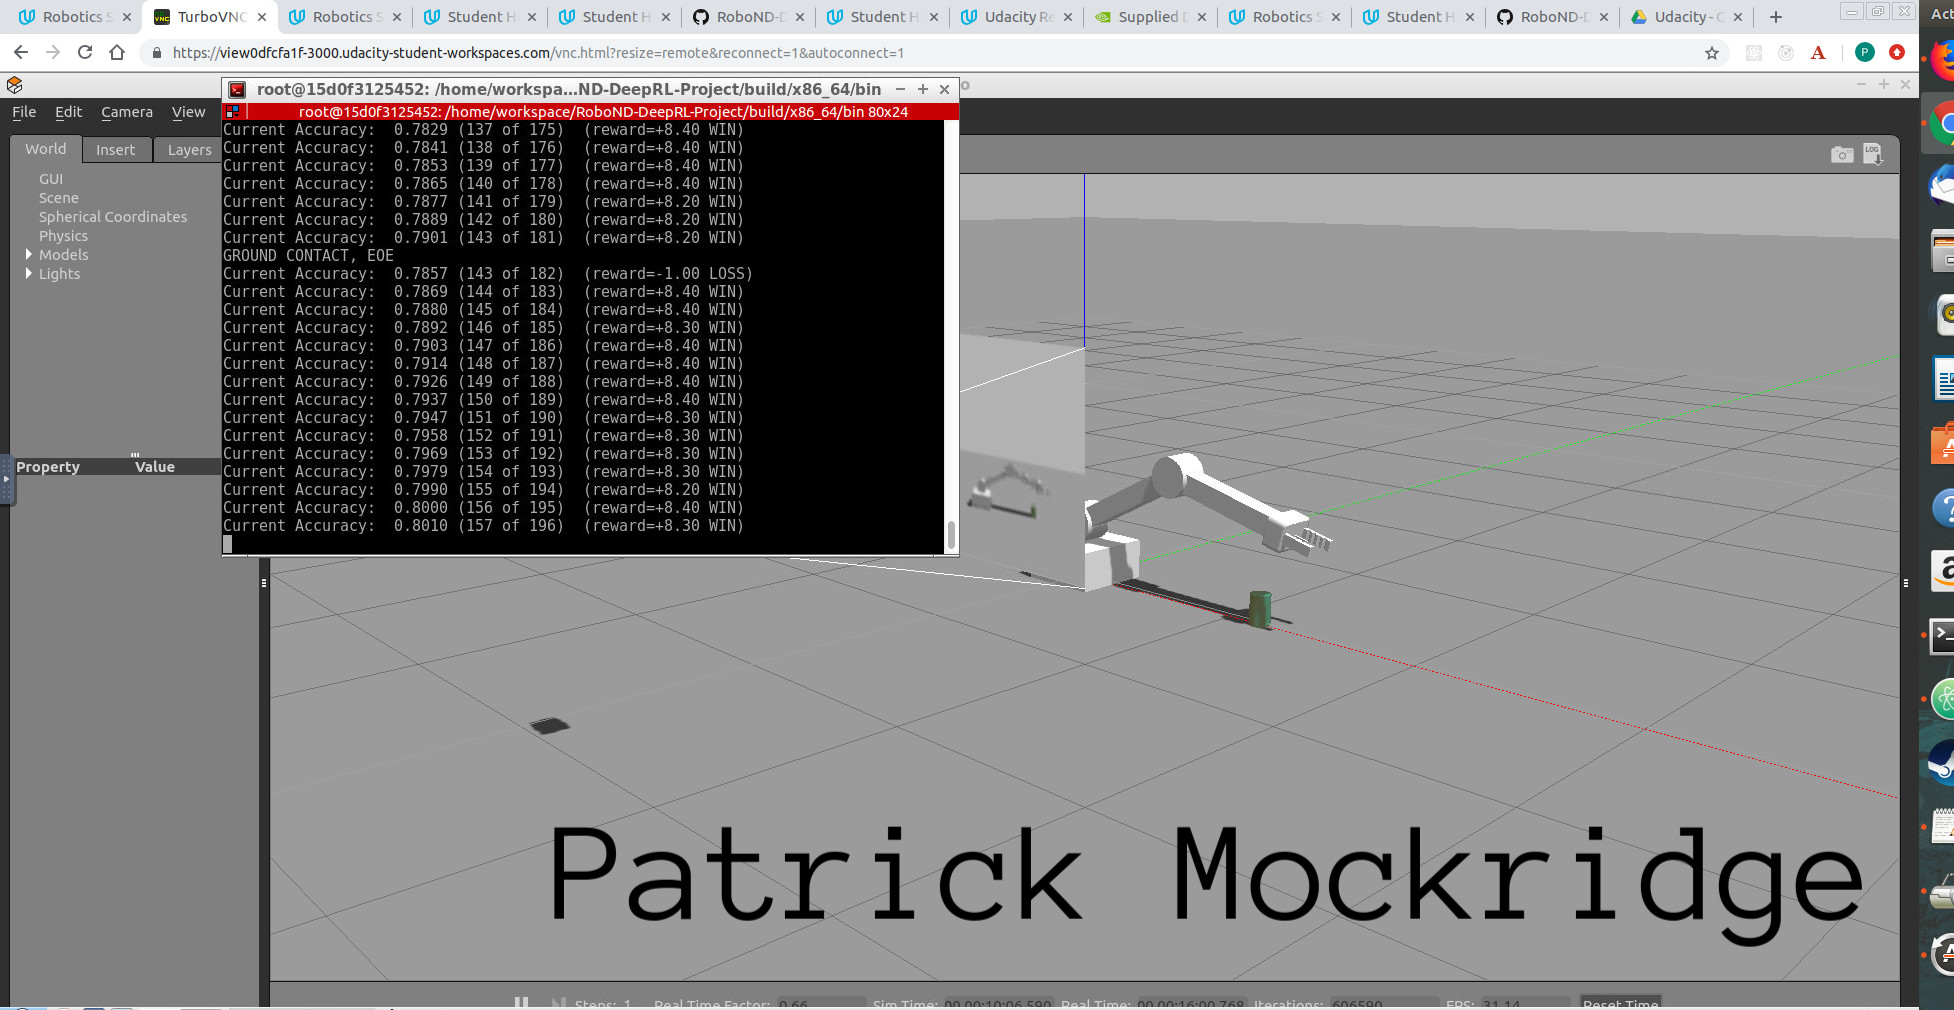 Robotics S
TurboVNC
Robotics S
Student H
Student H
RoboND-D
Student H
Udacity Re
Supplied D
Robotics S
Student H
RoboND-D
Udacity - C
Act
https://view0dfcfa1f-3000.udacity-student-workspaces.com/vnc.html?resize=remote&reconnect=1&autoconnect=1
A
P
root@15d0f3125452: /home/workspa...ND-DeepRL-Project/build/x86_64/bin
root@15d0f3125452: /home/workspace/RoboND-DeepRL-Project/build/x86_64/bin 80x24
File Edit Camera View
World Insert Layers
GUI
Scene
Spherical Coordinates
Physics
Models
Lights
Property Value
Current Accuracy: 0.7829 (137 of 175) (reward=+8.40 WIN)
Current Accuracy: 0.7841 (138 of 176) (reward=+8.40 WIN)
Current Accuracy: 0.7853 (139 of 177) (reward=+8.40 WIN)
Current Accuracy: 0.7865 (140 of 178) (reward=+8.40 WIN)
Current Accuracy: 0.7877 (141 of 179) (reward=+8.20 WIN)
Current Accuracy: 0.7889 (142 of 180) (reward=+8.20 WIN)
Current Accuracy: 0.7901 (143 of 181) (reward=+8.20 WIN)
GROUND CONTACT, EOE
Current Accuracy: 0.7857 (143 of 182) (reward=-1.00 LOSS)
Current Accuracy: 0.7869 (144 of 183) (reward=+8.40 WIN)
Current Accuracy: 0.7880 (145 of 184) (reward=+8.40 WIN)
Current Accuracy: 0.7892 (146 of 185) (reward=+8.30 WIN)
Current Accuracy: 0.7903 (147 of 186) (reward=+8.40 WIN)
Current Accuracy: 0.7914 (148 of 187) (reward=+8.40 WIN)
Current Accuracy: 0.7926 (149 of 188) (reward=+8.40 WIN)
Current Accuracy: 0.7937 (150 of 189) (reward=+8.40 WIN)
Current Accuracy: 0.7947 (151 of 190) (reward=+8.30 WIN)
Current Accuracy: 0.7958 (152 of 191) (reward=+8.30 WIN)
Current Accuracy: 0.7969 (153 of 192) (reward=+8.30 WIN)
Current Accuracy: 0.7979 (154 of 193) (reward=+8.30 WIN)
Current Accuracy: 0.7990 (155 of 194) (reward=+8.20 WIN)
Current Accuracy: 0.8000 (156 of 195) (reward=+8.40 WIN)
Current Accuracy: 0.8010 (157 of 196) (reward=+8.30 WIN)
LOG
Patrick Mockridge
Steps: 1 Real Time Factor: 0.66 Sim Time: 00 00:10:06.590 Real Time: 00 00:16:00.768 Iterations: 606590 FPS: 31.14 Reset Time